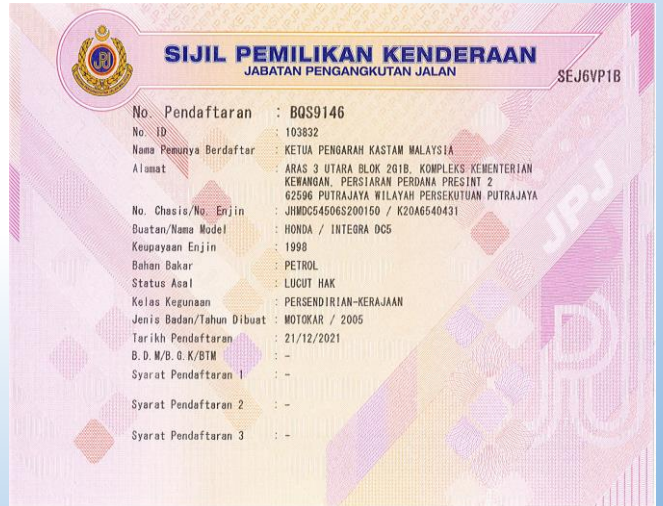 SIJIL PEMILIKAN KENDERAAN
JABATAN PENGANGKUTAN JALAN
SEJ6VP1B
No. Pendaftaran : BQS9146
No. ID : 103832
Nama Pemunya Berdaftar : KETUA PENGARAH KASTAM MALAYSIA
Alamat : ARAS 3 UTARA BLOK 2G1B, KOMPLEKS KEMENTERIAN
KEWANGAN, PERSIARAN PERDANA PRESINT 2
62596 PUTRAJAYA WILAYAH PERSEKUTUAN PUTRAJAYA
No. Chasis/No. Enjin : JHMDC54506S200150 / K20A6540431
Buatan/Nama Model : HONDA / INTEGRA DC5
Keupayaan Enjin : 1998
Bahan Bakar : PETROL
Status Asal : LUCUT HAK
Kelas Kegunaan : PERSENDIRIAN-KERAJAAN
Jenis Badan/Tahun Dibuat : MOTOKAR / 2005
Tarikh Pendaftaran : 21/12/2021
B.D.M/B.G.K/BTM : -
Syarat Pendaftaran 1 : -
Syarat Pendaftaran 2 : -
Syarat Pendaftaran 3 : -
JPJ